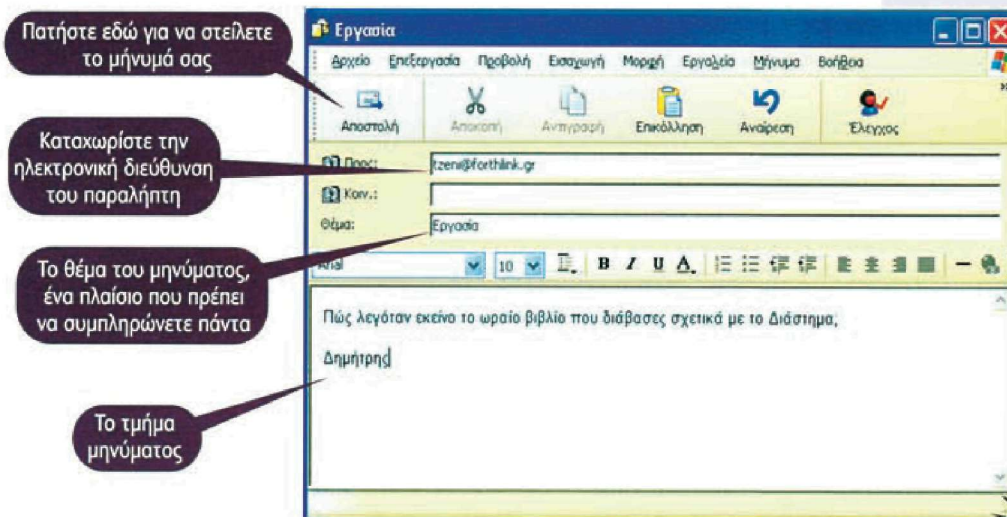 Πατήστε εδώ για να στείλετε
το μήνυμά σας
Καταχωρίστε την
ηλεκτρονική διεύθυνση
του παραλήπτη
Το θέμα του μηνύματος,
ένα πλαίσιο που πρέπει
να συμπληρώνετε πάντα
Το τμήμα
μηνύματος
Εργασία
Αρχείο Επεξεργασία Προβολή Εισαγωγή Μορφή Εργαλεία Μήνυμα Βοήθεια
Αποστολή Αποκοπή Αντιγραφή Επικόλληση Αναίρεση Έλεγχος
Προς: tzeni@forthlink.gr
Κοιν.:
Θέμα: Εργασία
Arial 10 B I U A
Πώς λεγόταν εκείνο το ωραίο βιβλίο που διάβασες σχετικά με το Διάστημα;
Δημήτρης